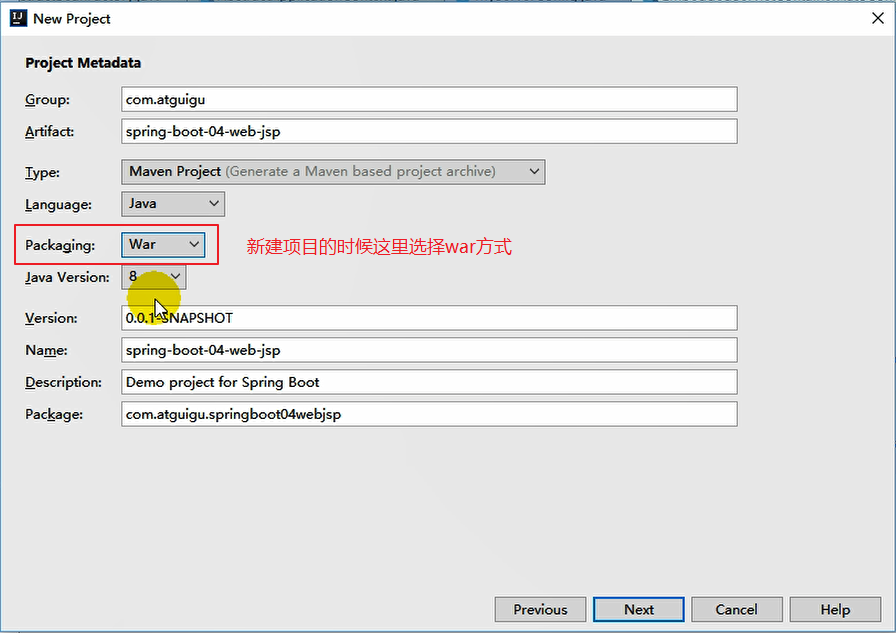 New Project
Project Metadata
Group: com.atguigu
Artifact: spring-boot-04-web-jsp
Type: Maven Project (Generate a Maven based project archive)
Language: Java
Packaging: War 新建项目的时候这里选择war方式
Java Version: 8
Version: 0.0.1-SNAPSHOT
Name: spring-boot-04-web-jsp
Description: Demo project for Spring Boot
Package: com.atguigu.springboot04webjsp
Previous Next Cancel Help